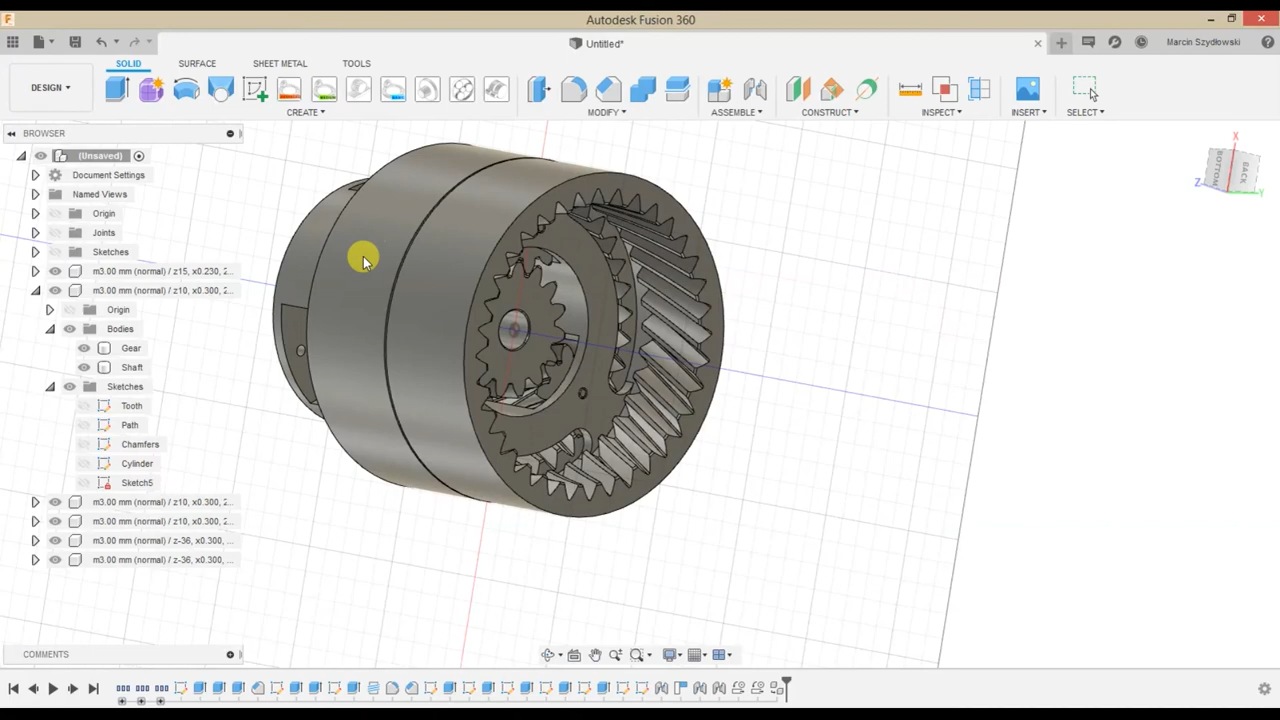 Autodesk Fusion 360
Untitled*
Marcin Szydłowski
DESIGN
SOLID
SURFACE
SHEET METAL
TOOLS
CREATE
MODIFY
ASSEMBLE
CONSTRUCT
INSPECT
INSERT
SELECT
BROWSER
(Unsaved)
Document Settings
Named Views
Origin
Joints
Sketches
m3.00 mm (normal) / z15, x0.230, 2...
m3.00 mm (normal) / z10, x0.300, 2...
Origin
Bodies
Gear
Shaft
Sketches
Tooth
Path
Chamfers
Cylinder
Sketch5
m3.00 mm (normal) / z10, x0.300, 2...
m3.00 mm (normal) / z10, x0.300, 2...
m3.00 mm (normal) / z-36, x0.300, ...
m3.00 mm (normal) / z-36, x0.300, ...
X
BOTTOM
BACK
Z
Y
COMMENTS